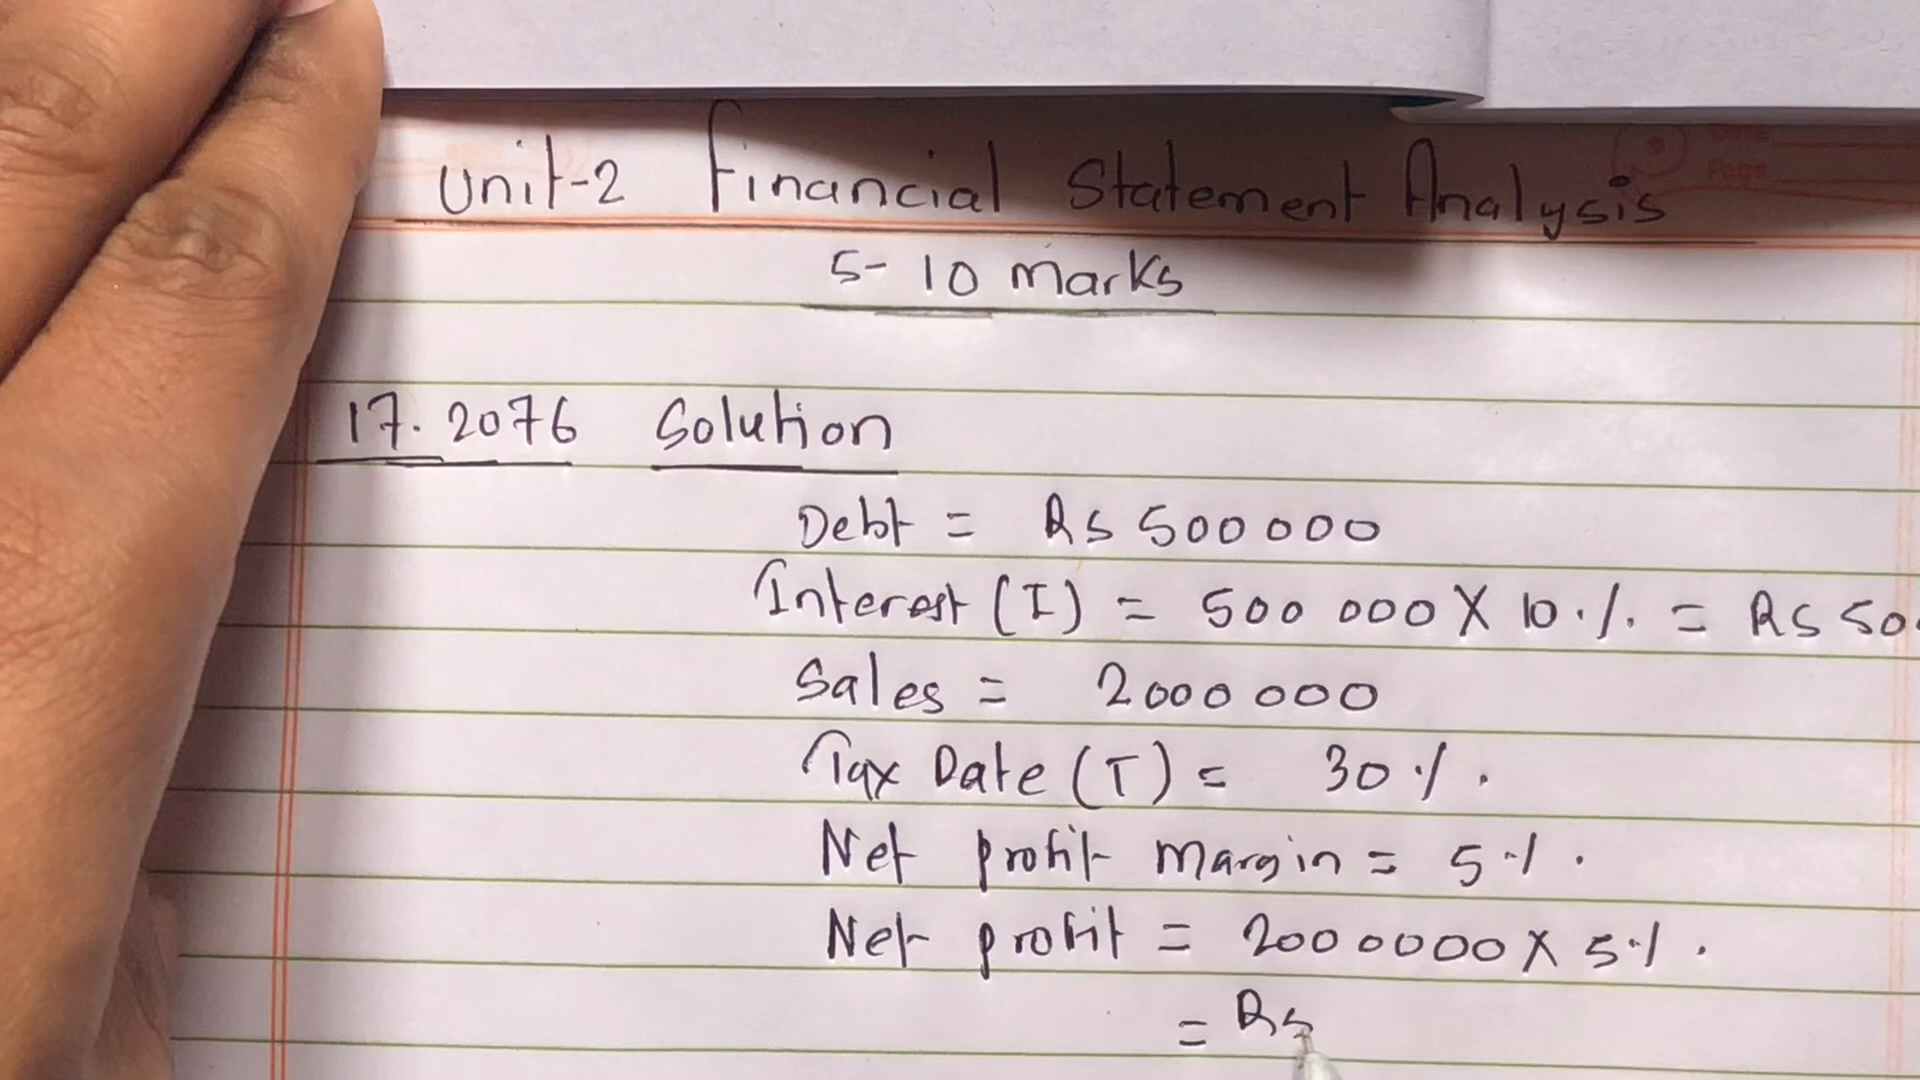 Unit-2 Financial Statement Analysis
5-10 marks
17. 2076 Solution
Debt = Rs 500000
Interest (I) = 500 000 X 10 % = Rs 50
Sales = 2000 000
Tax Date (T) = 30 %.
Net profit Margin = 5 %.
Net profit = 2000000 X 5 %.
= Rs